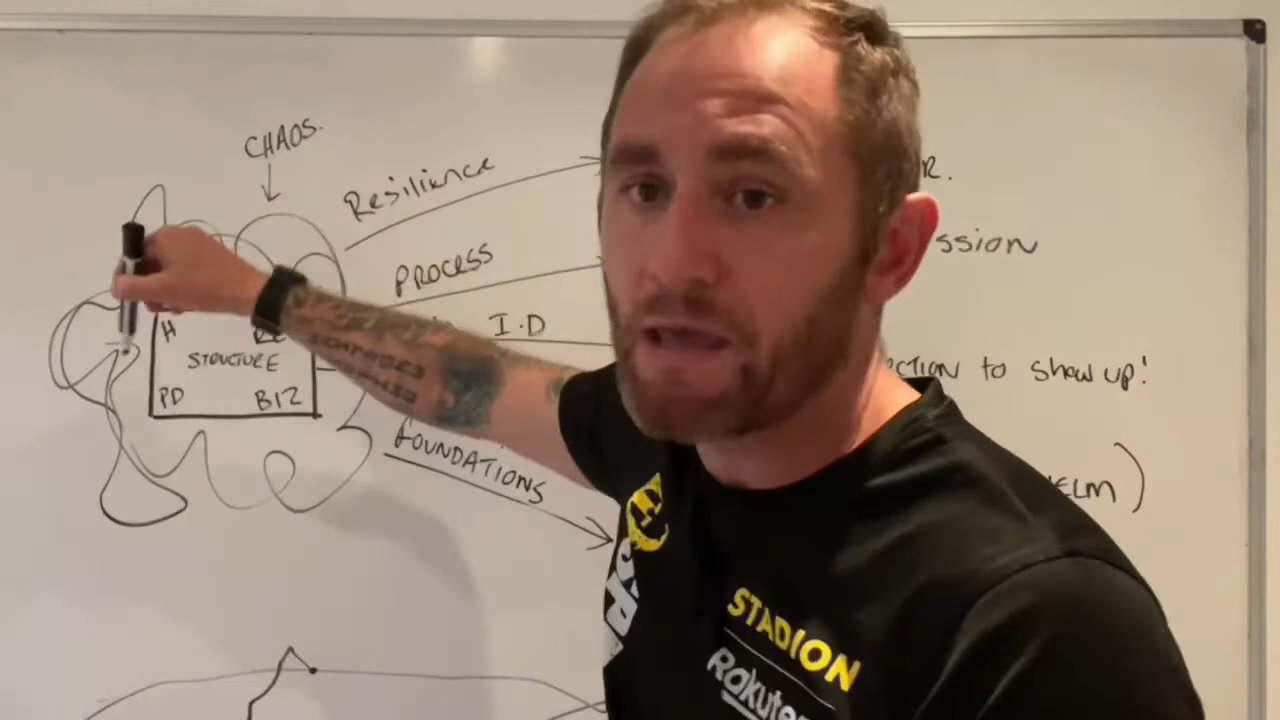 CHAOS.
Resilience
R.
PROCESS
ssion
I.D
H
STRUCTURE
CTION to show up!
PD
BIZ
FOUNDATIONS
ELM)
STADION
Rakuten